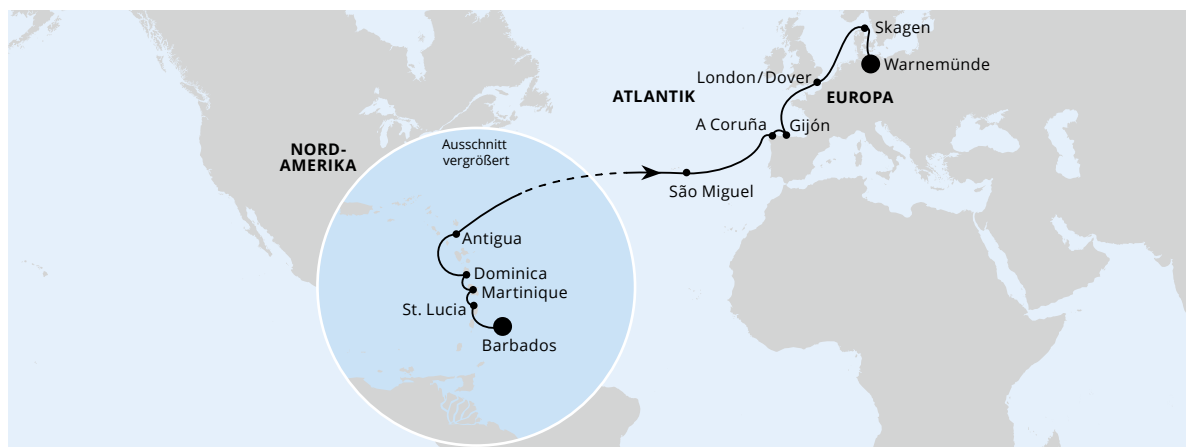 Skagen
Warnemünde
London/Dover
ATLANTIK
EUROPA
A Coruña
Gijón
NORD-
AMERIKA
Ausschnitt
vergrößert
São Miguel
Antigua
Dominica
Martinique
St. Lucia
Barbados